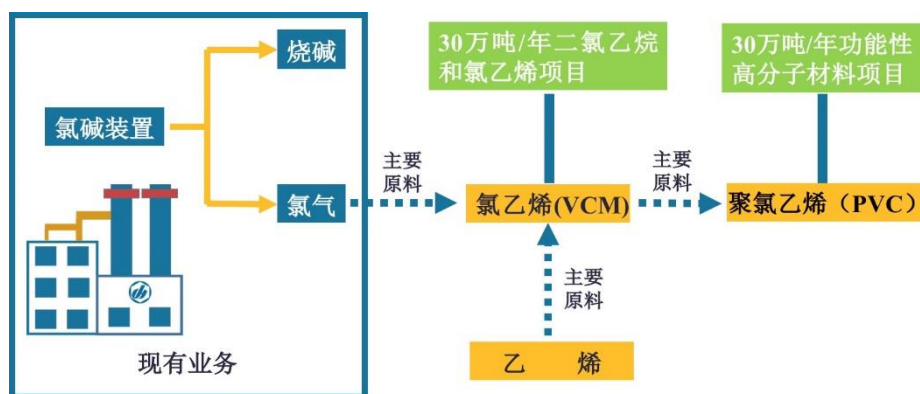 30万吨/年二氯乙烷
和氯乙烯项目
30万吨/年功能性
高分子材料项目
烧碱
氯碱装置
氯气
主要
原料
氯乙烯(VCM)
主要
原料
聚氯乙烯（PVC）
主要
原料
乙 烯
现有业务